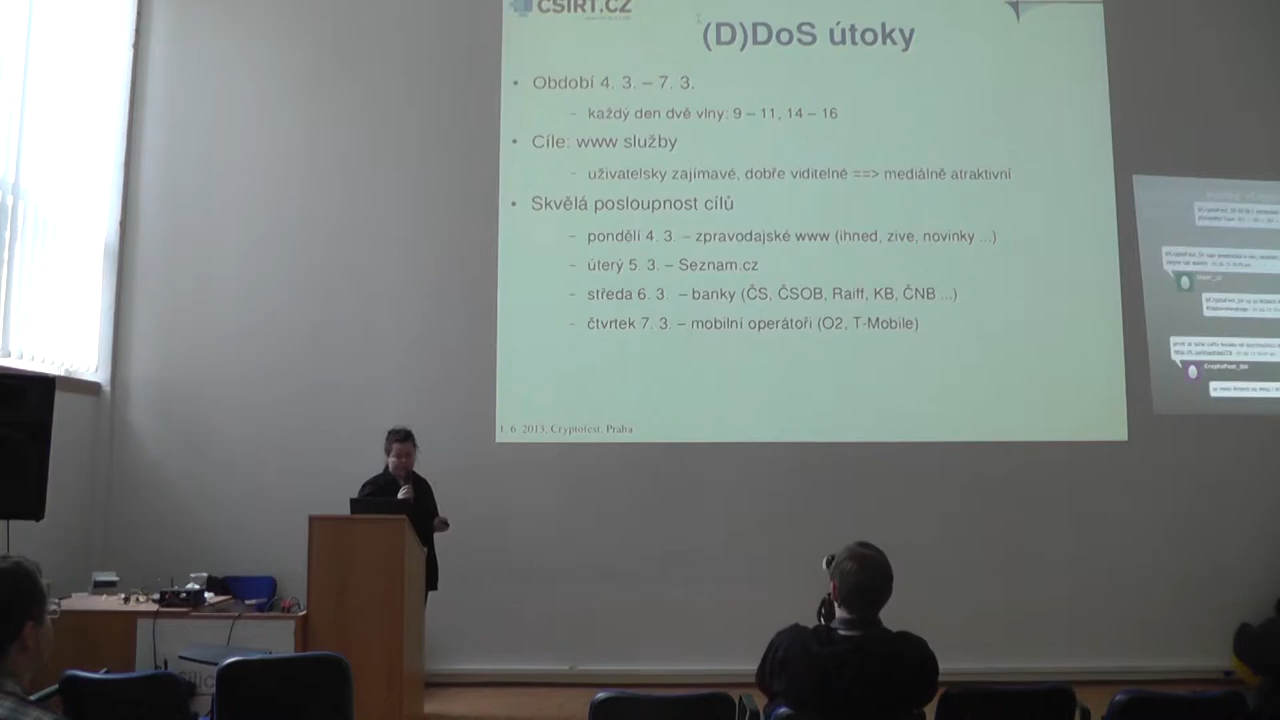 CSIRT.CZ
(D)DoS útoky
• Období 4. 3. – 7. 3.
– každý den dvě vlny: 9 – 11, 14 – 16
• Cíle: www služby
– uživatelsky zajímavé, dobře viditelné ==> mediálně atraktivní
• Skvělá posloupnost cílů
– pondělí 4. 3. – zpravodajské www (ihned, zive, novinky ...)
– úterý 5. 3. – Seznam.cz
– středa 6. 3. – banky (ČS, ČSOB, Raiff, KB, ČNB ...)
– čtvrtek 7. 3. – mobilní operátoři (O2, T-Mobile)
1. 6. 2013, Cryptofest, Praha